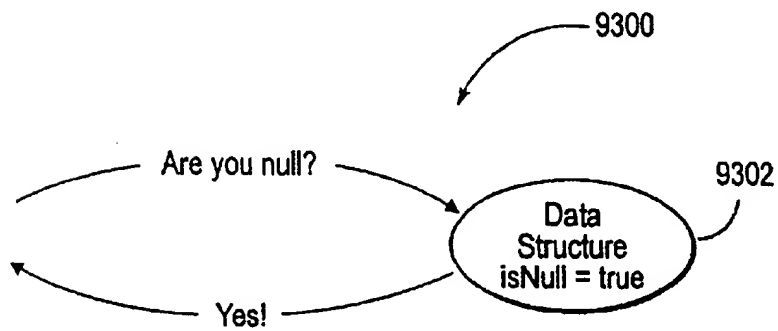 9300
Are you null?
9302
Data
Structure
isNull = true
Yes!